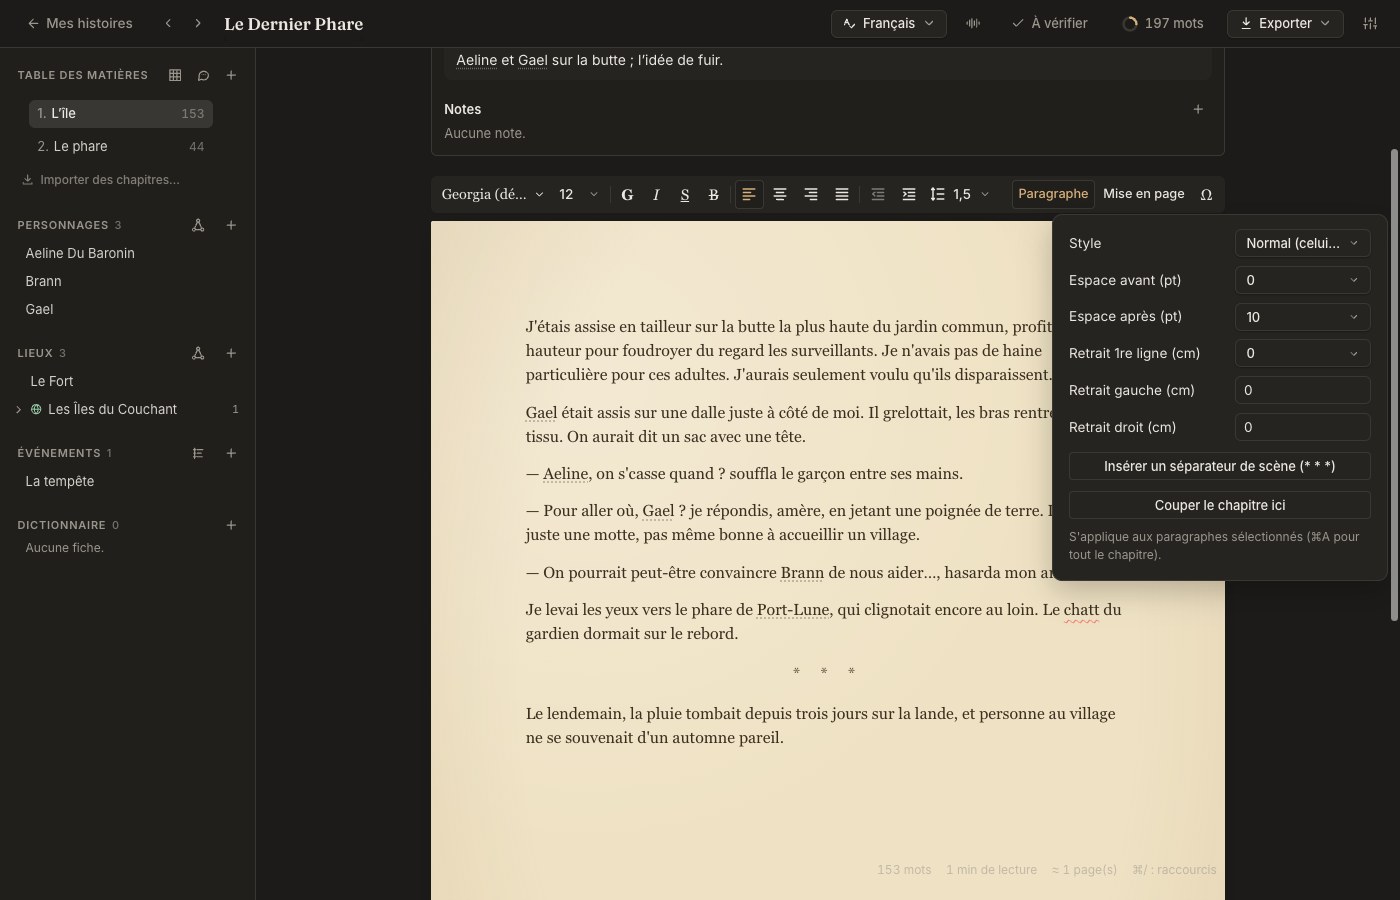 Mes histoires
Le Dernier Phare
Français
À vérifier
197 mots
Exporter
TABLE DES MATIÈRES
1. L'île 153
2. Le phare 44
Importer des chapitres...
PERSONNAGES 3
Aeline Du Baronin
Brann
Gael
LIEUX 3
Le Fort
Les Îles du Couchant 1
ÉVÉNEMENTS 1
La tempête
DICTIONNAIRE 0
Aucune fiche.
Aeline et Gael sur la butte ; l'idée de fuir.
Notes
Aucune note.
Georgia (dé... 12 G I S B 1,5 Paragraphe Mise en page Ω
J'étais assise en tailleur sur la butte la plus haute du jardin commun,
hauteur pour foudroyer du regard les surveillants. Je n'avais pas de haine
particulière pour ces adultes. J'aurais seulement voulu qu'ils disparaissent.
Gael était assis sur une dalle juste à côté de moi. Il grelottait, les bras
tissu. On aurait dit un sac avec une tête.
— Aeline, on s'casse quand ? souffla le garçon entre ses mains.
— Pour aller où, Gael ? je répondis, amère, en jetant une poignée de terre.
juste une motte, pas même bonne à accueillir un village.
— On pourrait peut-être convaincre Brann de nous aider..., hasarda mon
Je levai les yeux vers le phare de Port-Lune, qui clignotait encore au loin. Le chatt du
gardien dormait sur le rebord.
* * *
Le lendemain, la pluie tombait depuis trois jours sur la lande, et personne au village
ne se souvenait d'un automne pareil.
153 mots 1 min de lecture ≈ 1 page(s) ⌘/ : raccourcis
Style Normal (celui...
Espace avant (pt) 0
Espace après (pt) 10
Retrait 1re ligne (cm) 0
Retrait gauche (cm) 0
Retrait droit (cm) 0
Insérer un séparateur de scène (* * *)
Couper le chapitre ici
S'applique aux paragraphes sélectionnés (⌘A pour
tout le chapitre).